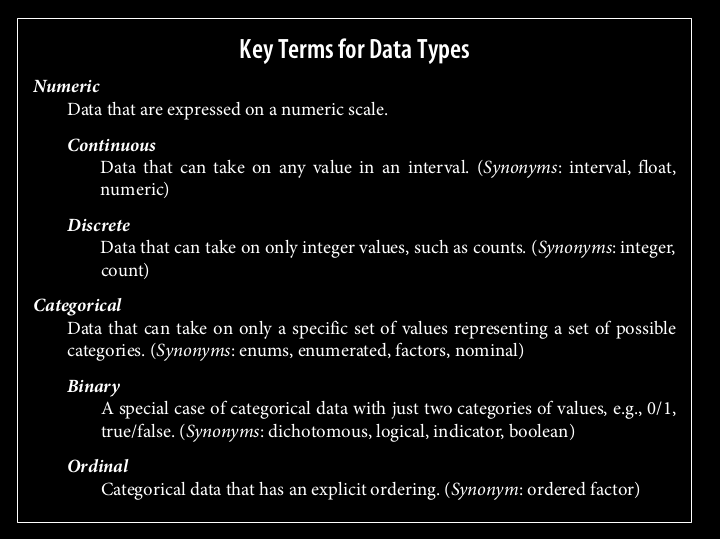 Key Terms for Data Types
Numeric
Data that are expressed on a numeric scale.
Continuous
Data that can take on any value in an interval. (Synonyms: interval, float,
numeric)
Discrete
Data that can take on only integer values, such as counts. (Synonyms: integer,
count)
Categorical
Data that can take on only a specific set of values representing a set of possible
categories. (Synonyms: enums, enumerated, factors, nominal)
Binary
A special case of categorical data with just two categories of values, e.g., 0/1,
true/false. (Synonyms: dichotomous, logical, indicator, boolean)
Ordinal
Categorical data that has an explicit ordering. (Synonym: ordered factor)